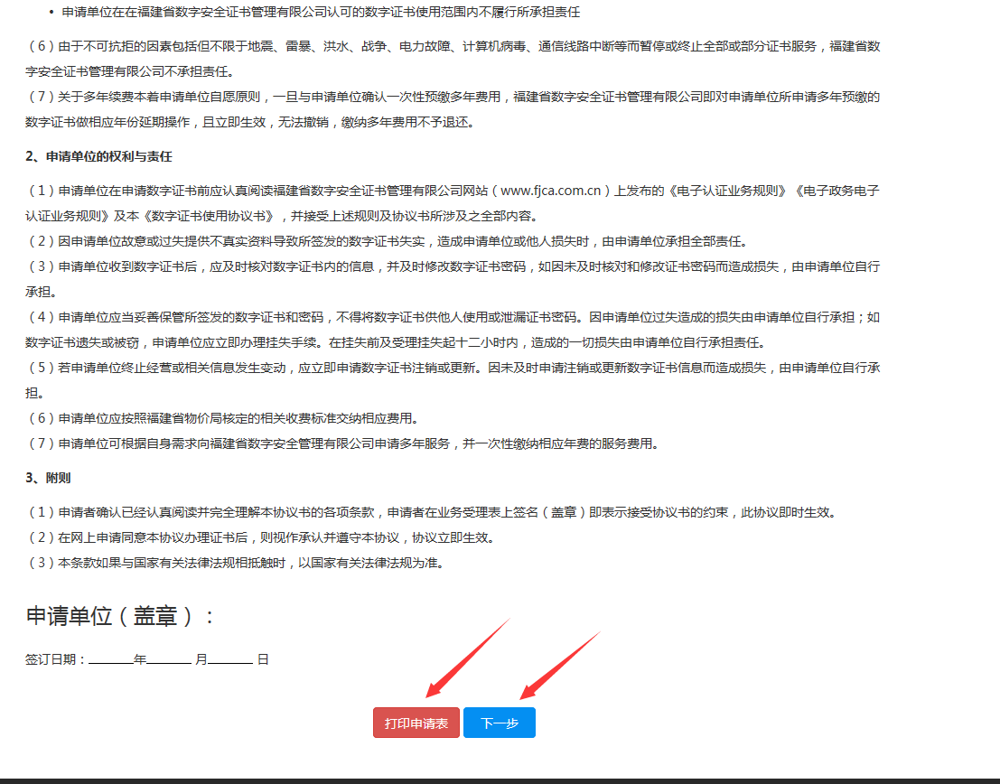 • 申请单位在在福建省数字安全证书管理有限公司认可的数字证书使用范围内不履行所承担责任
（6）由于不可抗拒的因素包括但不限于地震、雷暴、洪水、战争、电力故障、计算机病毒、通信线路中断等而暂停或终止全部或部分证书服务，福建省数
字安全证书管理有限公司不承担责任。
（7）关于多年续费本着申请单位自愿原则，一旦与申请单位确认一次性预缴多年费用，福建省数字安全证书管理有限公司即对申请单位所申请多年预缴的
数字证书做相应年份延期操作，且立即生效，无法撤销，缴纳多年费用不予退还。
2、申请单位的权利与责任
（1）申请单位在申请数字证书前应认真阅读福建省数字安全证书管理有限公司网站（www.fjca.com.cn）上发布的《电子认证业务规则》《电子政务电子
认证业务规则》及本《数字证书使用协议书》，并接受上述规则及协议书所涉及之全部内容。
（2）因申请单位故意或过失提供不真实资料导致所签发的数字证书失实，造成申请单位或他人损失时，由申请单位承担全部责任。
（3）申请单位收到数字证书后，应及时核对数字证书内的信息，并及时修改数字证书密码，如因未及时核对和修改证书密码而造成损失，由申请单位自行
承担。
（4）申请单位应当妥善保管所签发的数字证书和密码，不得将数字证书供他人使用或泄漏证书密码。因申请单位过失造成的损失由申请单位自行承担；如
数字证书遗失或被窃，申请单位应立即办理挂失手续。在挂失前及受理挂失起十二小时内，造成的一切损失由申请单位自行承担责任。
（5）若申请单位终止经营或相关信息发生变动，应立即申请数字证书注销或更新。因未及时申请注销或更新数字证书信息而造成损失，由申请单位自行承
担。
（6）申请单位应按照福建省物价局核定的相关收费标准交纳相应费用。
（7）申请单位可根据自身需求向福建省数字安全管理有限公司申请多年服务，并一次性缴纳相应年费的服务费用。
3、附则
（1）申请者确认已经认真阅读并完全理解本协议书的各项条款，申请者在业务受理表上签名（盖章）即表示接受协议书的约束，此协议即时生效。
（2）在网上申请同意本协议办理证书后，则视作承认并遵守本协议，协议立即生效。
（3）本条款如果与国家有关法律法规相抵触时，以国家有关法律法规为准。
申请单位（盖章）：
签订日期：______年______ 月______ 日
打印申请表 下一步